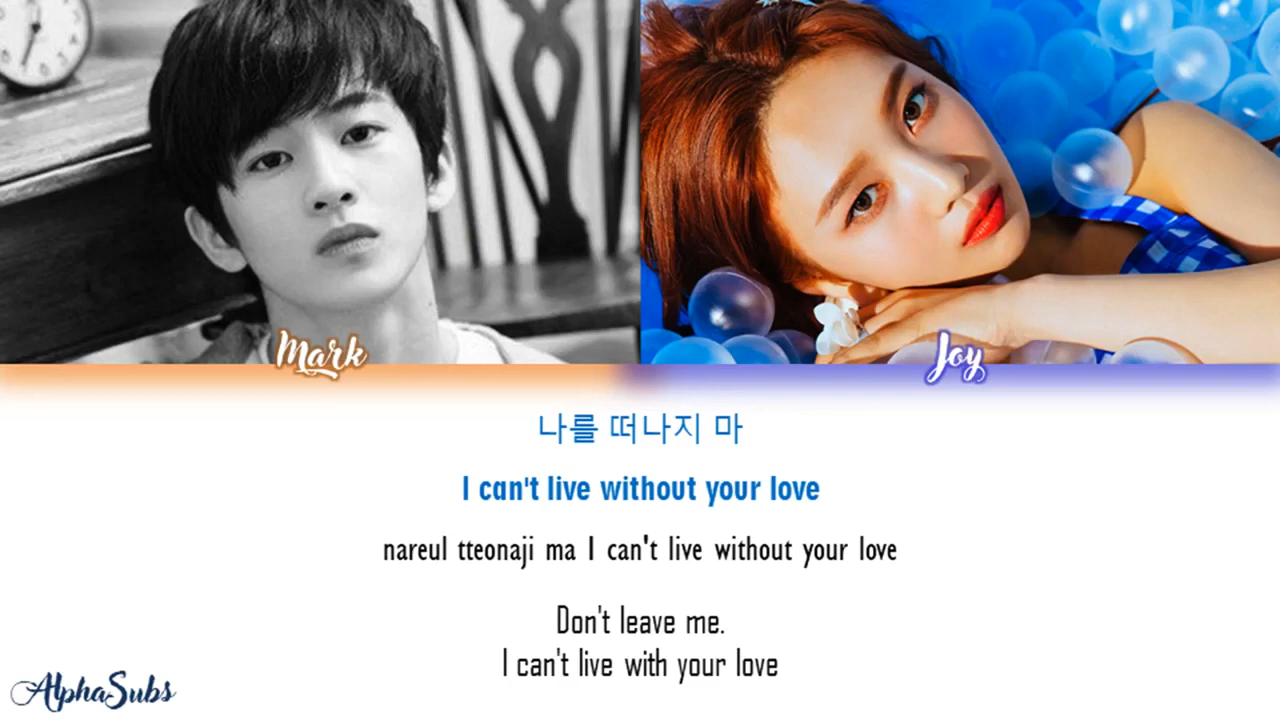 Mark
Joy
나를 떠나지 마
I can't live without your love
nareul tteonaji ma I can't live without your love
Don't leave me.
I can't live with your love
AlphaSubs